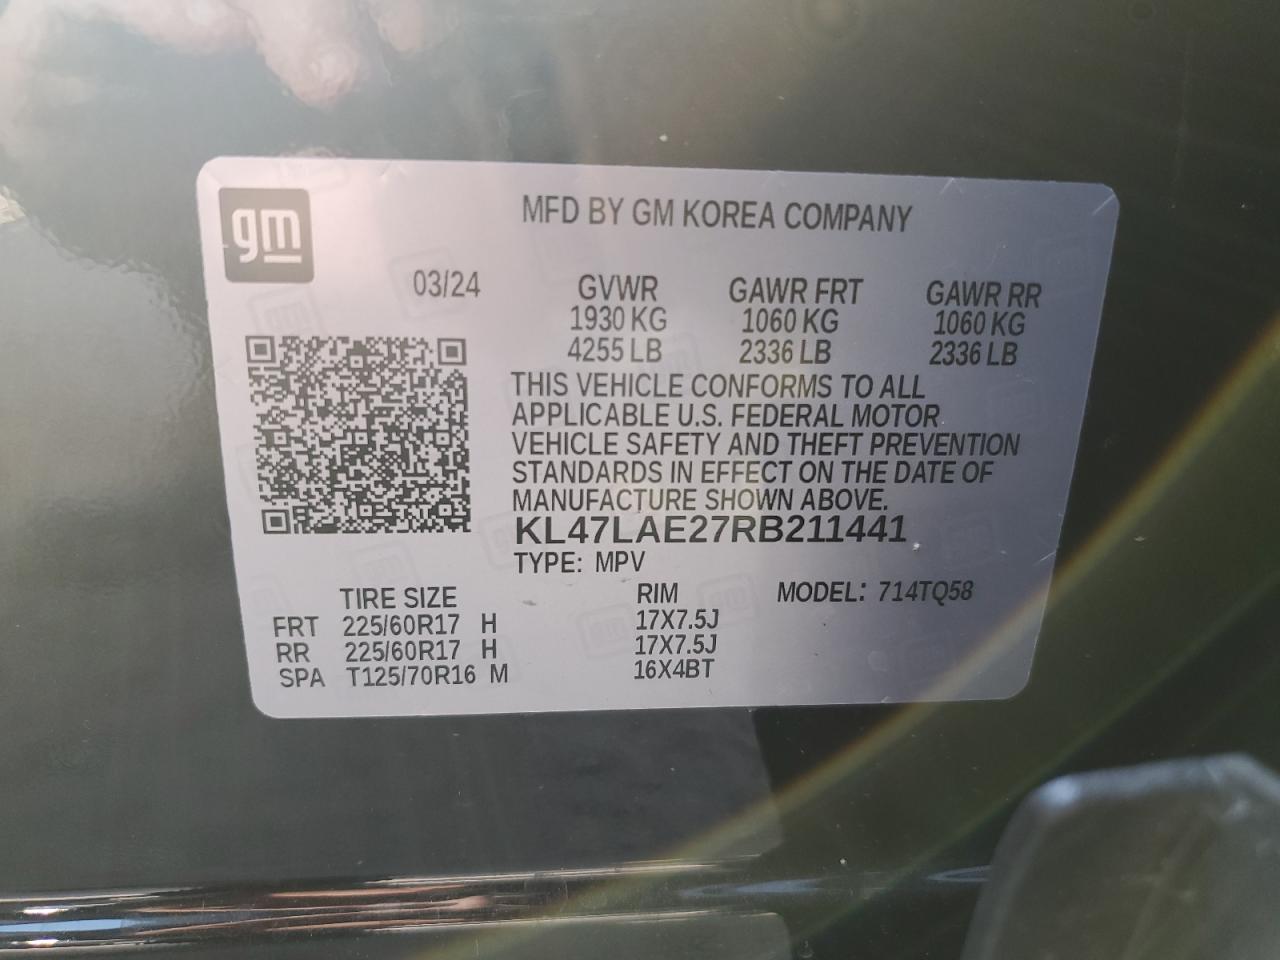 gm
MFD BY GM KOREA COMPANY
03/24 GVWR GAWR FRT GAWR RR
1930 KG 1060 KG 1060 KG
4255 LB 2336 LB 2336 LB
THIS VEHICLE CONFORMS TO ALL
APPLICABLE U.S. FEDERAL MOTOR
VEHICLE SAFETY AND THEFT PREVENTION
STANDARDS IN EFFECT ON THE DATE OF
MANUFACTURE SHOWN ABOVE.
KL47LAE27RB211441
TYPE: MPV
TIRE SIZE RIM MODEL: 714TQ58
FRT 225/60R17 H 17X7.5J
RR 225/60R17 H 17X7.5J
SPA T125/70R16 M 16X4BT